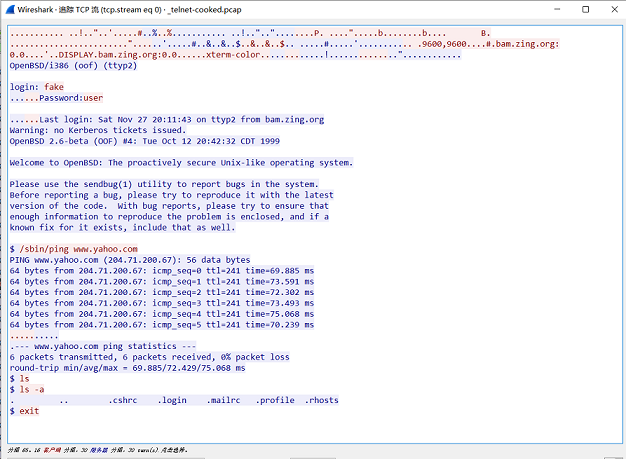 Wireshark · 追踪 TCP 流 (tcp.stream eq 0) · _telnet-cooked.pcap
........... ..!.."..'.....#..%..%........... ..!..".."........P. ....".....b........b.... B.
........................"......'.....#..&..&..$..&..&..$.. .....#.....'........... .9600,9600....#.bam.zing.org:
0.0....'..DISPLAY.bam.zing.org:0.0......xterm-color.............!.............."............
OpenBSD/i386 (oof) (ttyp2)
login: fake
......Password:user
......Last login: Sat Nov 27 20:11:43 on ttyp2 from bam.zing.org
Warning: no Kerberos tickets issued.
OpenBSD 2.6-beta (OOF) #4: Tue Oct 12 20:42:32 CDT 1999
Welcome to OpenBSD: The proactively secure Unix-like operating system.
Please use the sendbug(1) utility to report bugs in the system.
Before reporting a bug, please try to reproduce it with the latest
version of the code.  With bug reports, please try to ensure that
enough information to reproduce the problem is enclosed, and if a
known fix for it exists, include that as well.
$ /sbin/ping www.yahoo.com
PING www.yahoo.com (204.71.200.67): 56 data bytes
64 bytes from 204.71.200.67: icmp_seq=0 ttl=241 time=69.885 ms
64 bytes from 204.71.200.67: icmp_seq=1 ttl=241 time=73.591 ms
64 bytes from 204.71.200.67: icmp_seq=2 ttl=241 time=72.302 ms
64 bytes from 204.71.200.67: icmp_seq=3 ttl=241 time=73.493 ms
64 bytes from 204.71.200.67: icmp_seq=4 ttl=241 time=75.068 ms
64 bytes from 204.71.200.67: icmp_seq=5 ttl=241 time=70.239 ms
..........
.--- www.yahoo.com ping statistics ---
6 packets transmitted, 6 packets received, 0% packet loss
round-trip min/avg/max = 69.885/72.429/75.068 ms
$ ls
$ ls -a
.         ..        .cshrc    .login    .mailrc   .profile  .rhosts
$ exit
分组 65。16 客户端 分组, 30 服务器 分组, 20 turn(s). 点击选择。